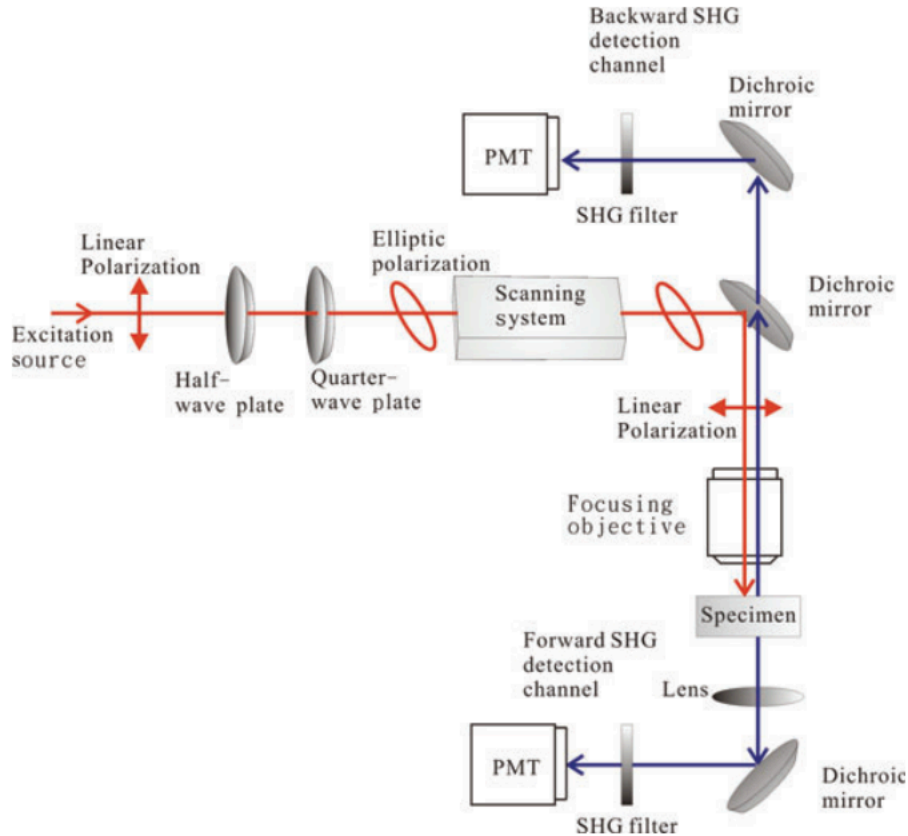 Backward SHG
detection
channel
Dichroic
mirror
PMT
SHG filter
Linear
Polarization
Elliptic
polarization
Scanning
system
Dichroic
mirror
Excitation
source
Half-
wave plate
Quarter-
wave plate
Linear
Polarization
Focusing
objective
Specimen
Forward SHG
detection
channel
Lens
PMT
SHG filter
Dichroic
mirror